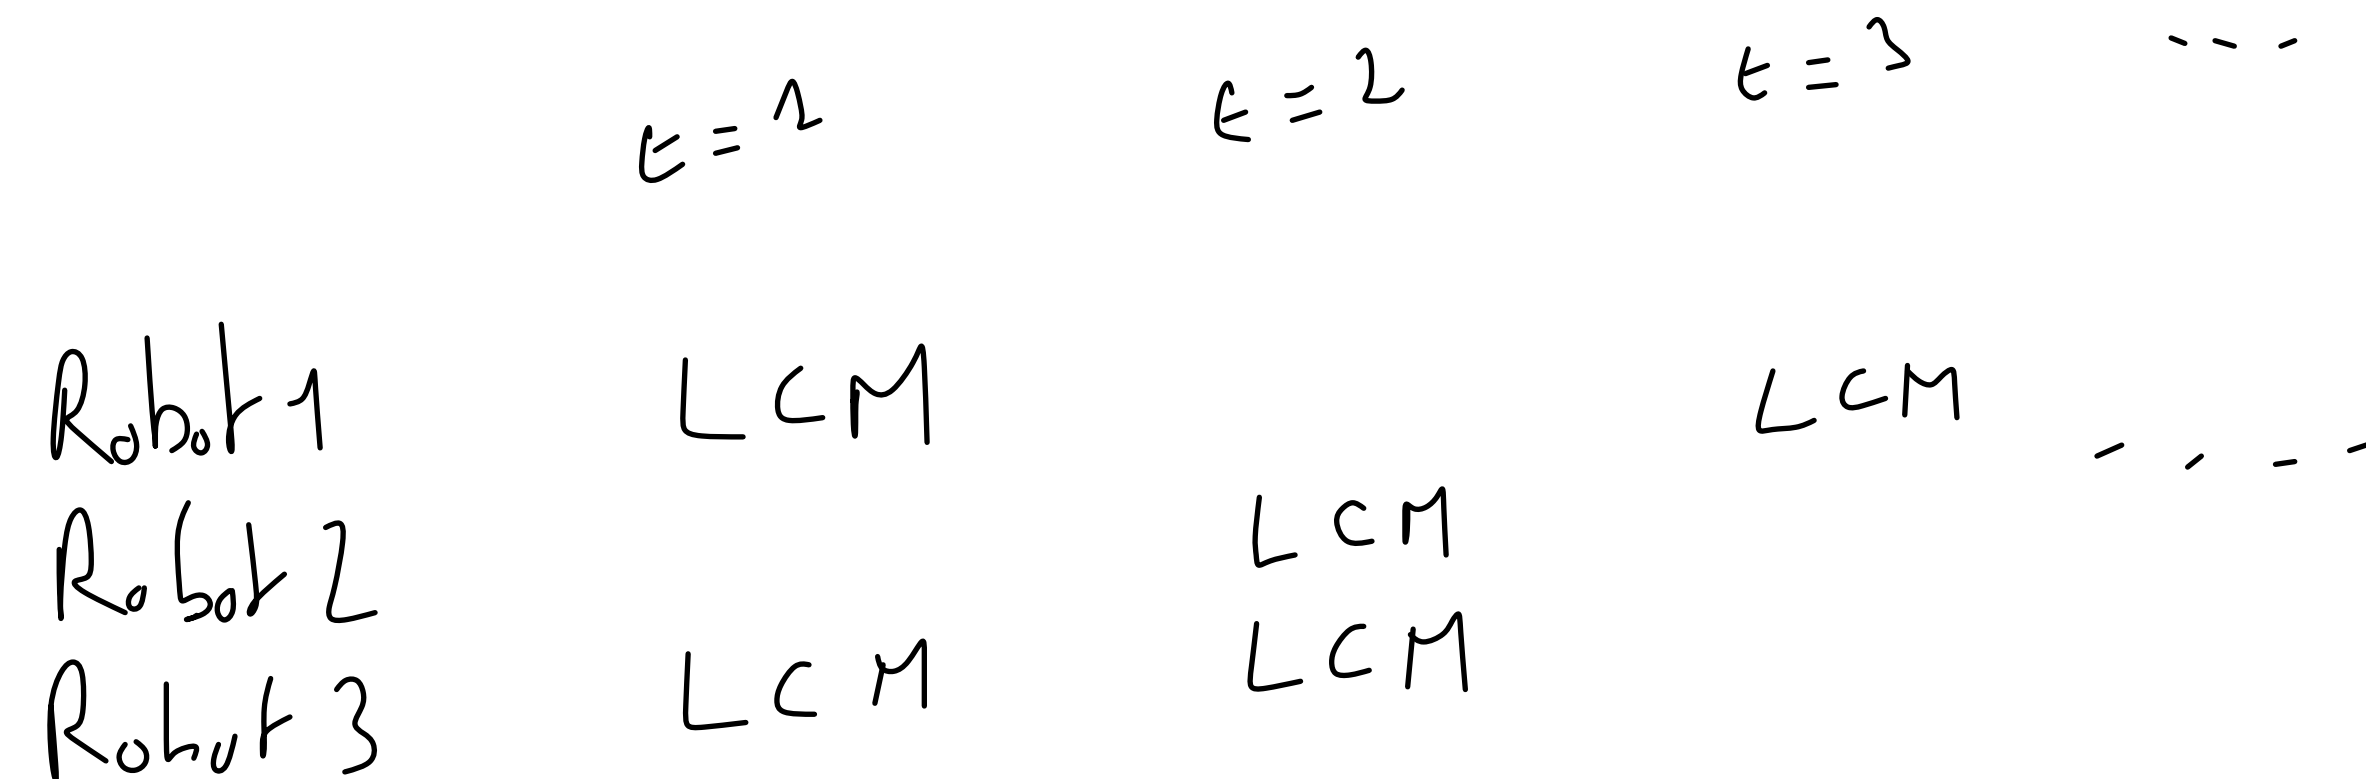 t = 1 t = 2 t = 3 - - -
Robot 1 LCM LCM - - - -
Robot 2 LCM
Robot 3 LCM LCM